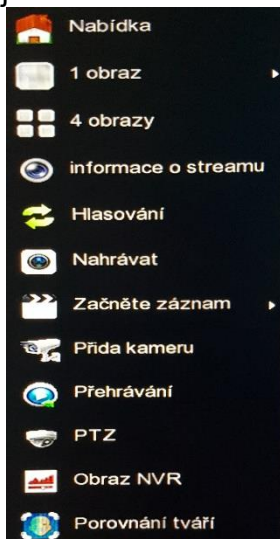 Nabídka
1 obraz
4 obrazy
informace o streamu
Hlasování
Nahrávat
Začněte záznam
Přida kameru
Přehrávání
PTZ
Obraz NVR
Porovnání tváří